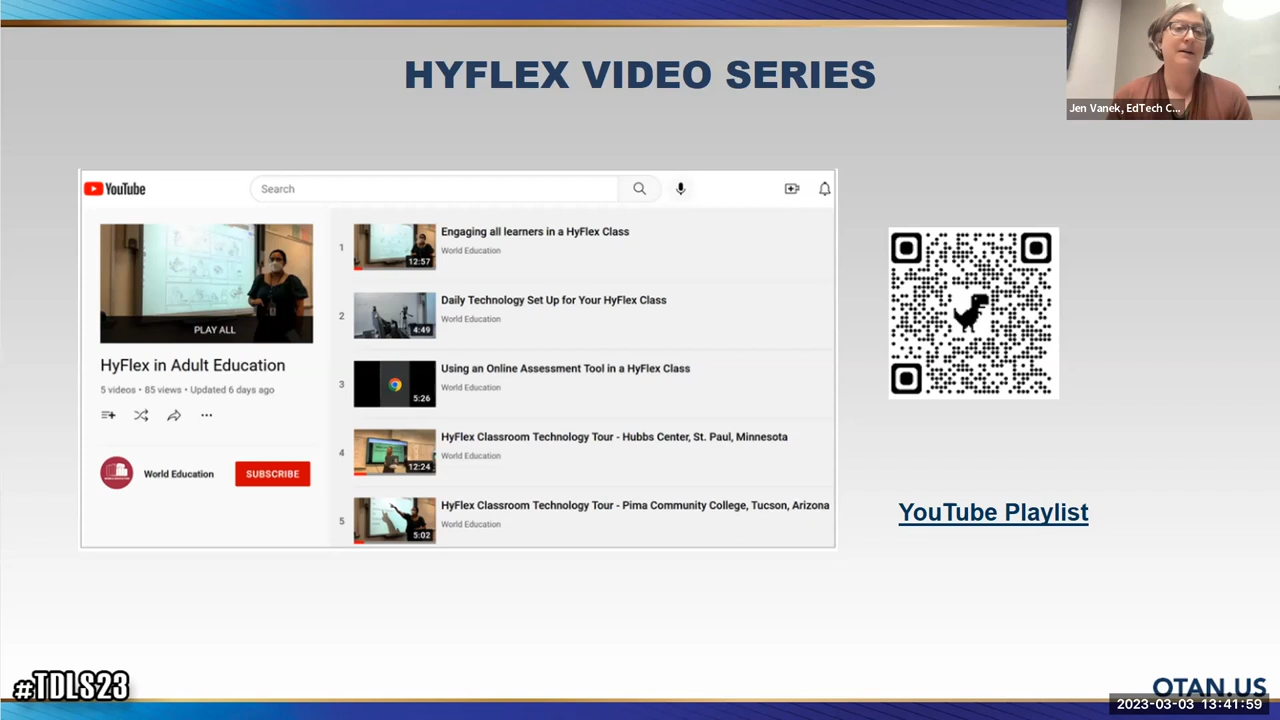 HYFLEX VIDEO SERIES
Jen Vanek, EdTech C...
YouTube
Search
PLAY ALL
HyFlex in Adult Education
5 videos • 85 views • Updated 6 days ago
World Education
SUBSCRIBE
1
12:57
Engaging all learners in a HyFlex Class
World Education
2
4:49
Daily Technology Set Up for Your HyFlex Class
World Education
3
5:26
Using an Online Assessment Tool in a HyFlex Class
World Education
4
12:24
HyFlex Classroom Technology Tour - Hubbs Center, St. Paul, Minnesota
World Education
5
5:02
HyFlex Classroom Technology Tour - Pima Community College, Tucson, Arizona
World Education
YouTube Playlist
#TDLS23
OTAN.US
2023-03-03 13:41:59